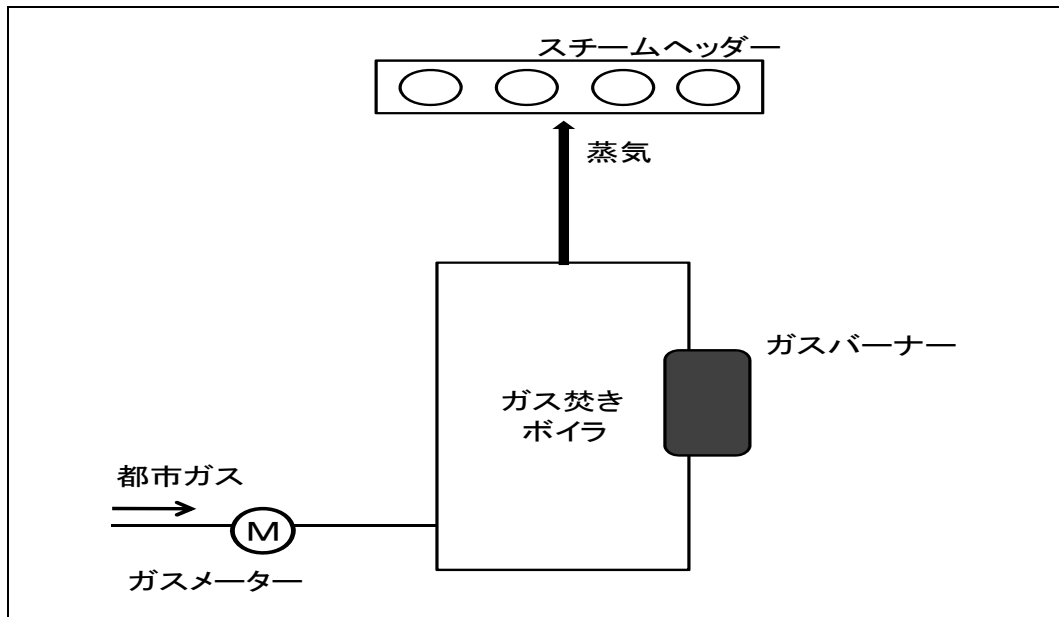 スチームヘッダー
蒸気
ガスバーナー
ガス焚き
ボイラ
都市ガス
M
ガスメーター